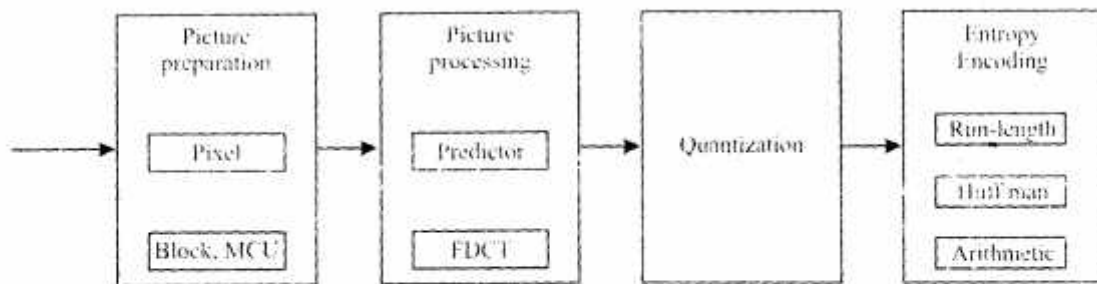 Picture
preparation
Pixel
Block, MCU
Picture
processing
Predictor
FDCT
Quantization
Entropy
Encoding
Run-length
Huffman
Arithmetic